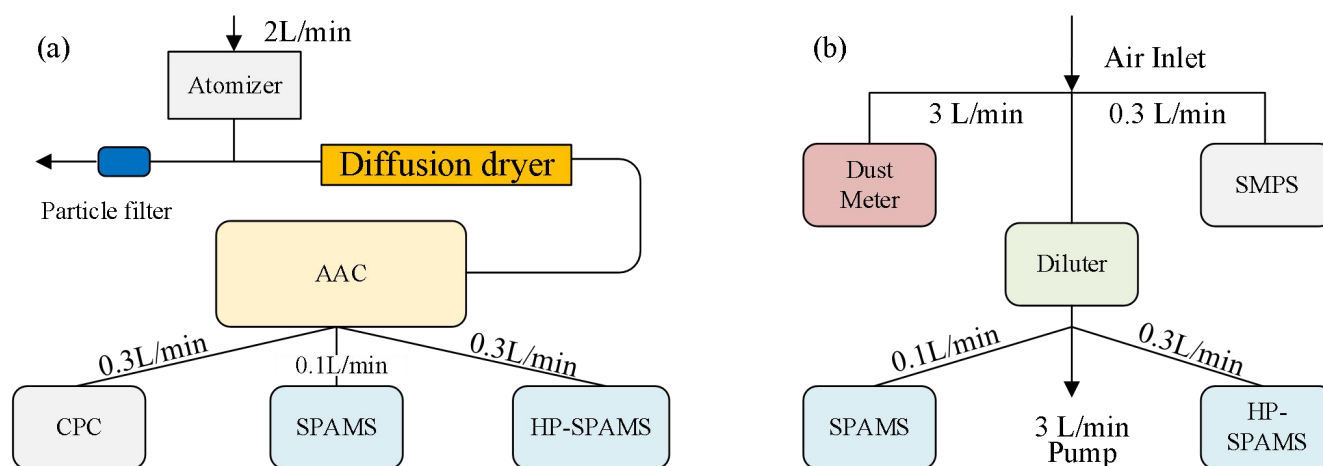 (a)
2L/min
Atomizer
Diffusion dryer
Particle filter
AAC
0.3L/min
0.1L/min
0.3L/min
CPC
SPAMS
HP-SPAMS
(b)
Air Inlet
3 L/min
0.3 L/min
Dust
Meter
SMPS
Diluter
0.1L/min
0.3L/min
SPAMS
3 L/min
Pump
HP-
SPAMS